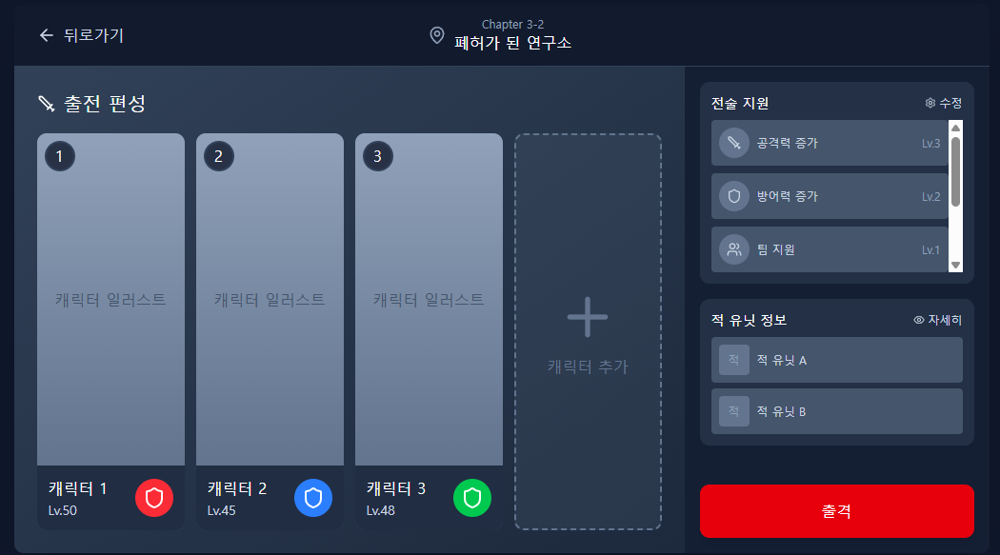 뒤로가기
Chapter 3-2
폐허가 된 연구소
출전 편성
1
2
3
캐릭터 일러스트
캐릭터 일러스트
캐릭터 일러스트
캐릭터 추가
캐릭터 1
Lv.50
캐릭터 2
Lv.45
캐릭터 3
Lv.48
전술 지원
수정
공격력 증가
Lv.3
방어력 증가
Lv.2
팀 지원
Lv.1
적 유닛 정보
자세히
적
적 유닛 A
적
적 유닛 B
출격